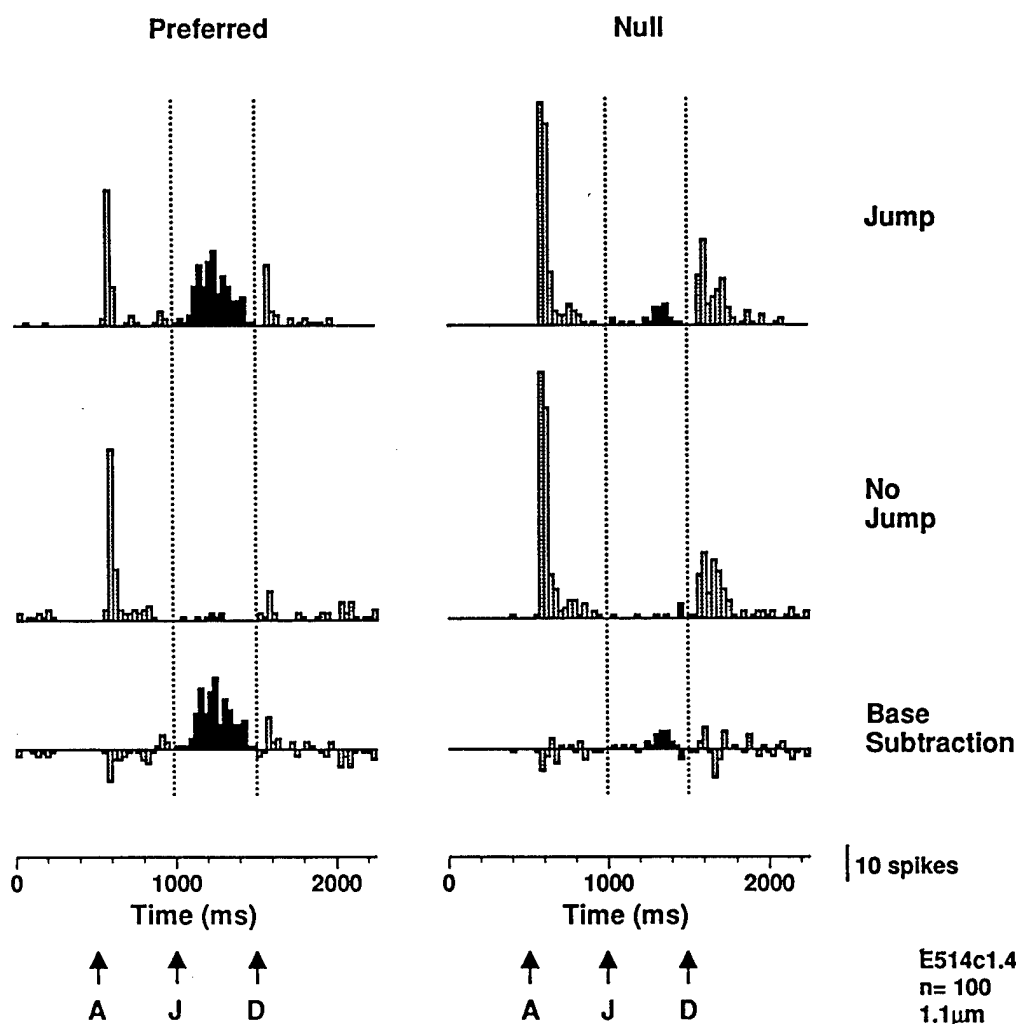 Preferred
Null
Jump
No
Jump
Base
Subtraction
0 1000 2000
0 1000 2000
10 spikes
Time (ms)
Time (ms)
A J D
A J D
E514c1.4
n= 100
1.1µm